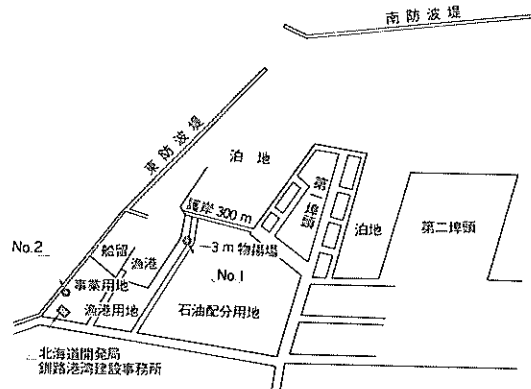 南防波堤
東防波堤
泊地
第一埠頭
護岸 300 m
泊地
第二埠頭
－3 m 物揚場
No.2
船留
漁港
No.1
事業用地
漁港用地
石油配分用地
北海道開発局
釧路港湾建設事務所